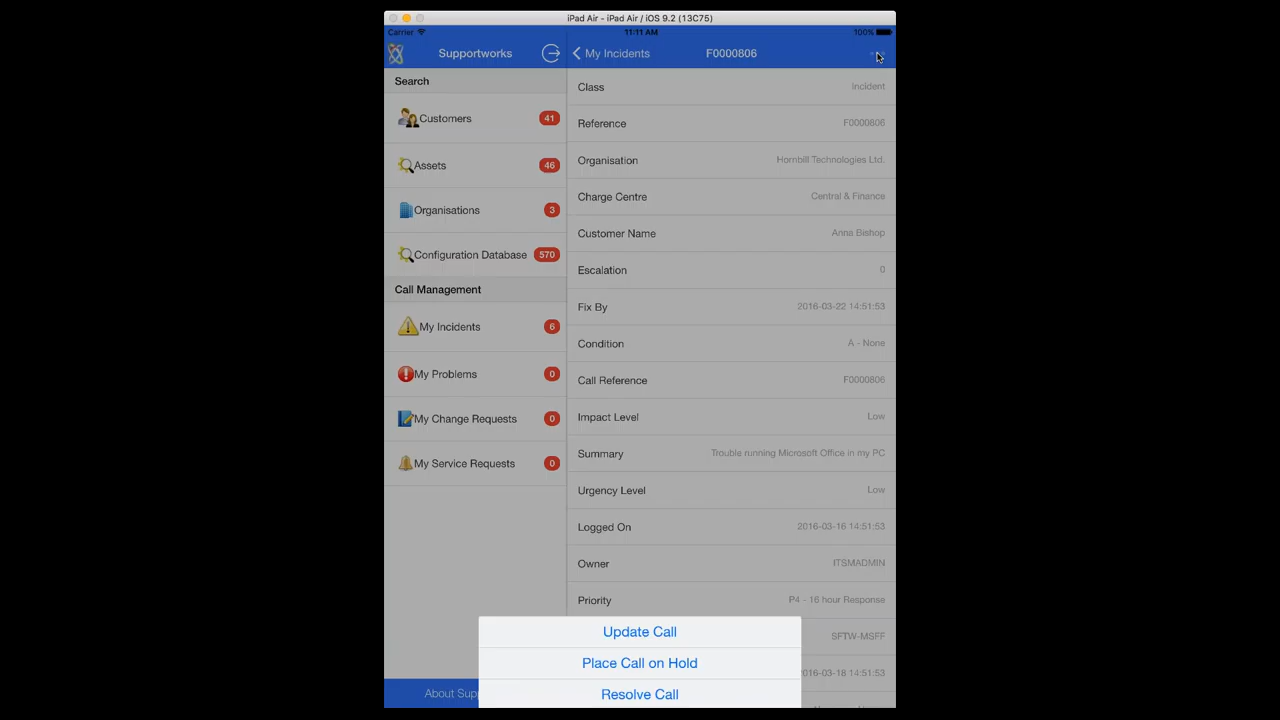 iPad Air - iPad Air / iOS 9.2 (13C75)
Carrier 11:11 AM 100%
Supportworks
My Incidents F0000806
Search
Customers 41
Assets 46
Organisations 3
Configuration Database 570
Call Management
My Incidents 6
My Problems 0
My Change Requests 0
My Service Requests 0
About Supp
Class Incident
Reference F0000806
Organisation Hornbill Technologies Ltd.
Charge Centre Central & Finance
Customer Name Anna Bishop
Escalation 0
Fix By 2016-03-22 14:51:53
Condition A - None
Call Reference F0000806
Impact Level Low
Summary Trouble running Microsoft Office in my PC
Urgency Level Low
Logged On 2016-03-16 14:51:53
Owner ITSMADMIN
Priority P4 - 16 hour Response
SFTW-MSFF
2016-03-18 14:51:53
Update Call
Place Call on Hold
Resolve Call